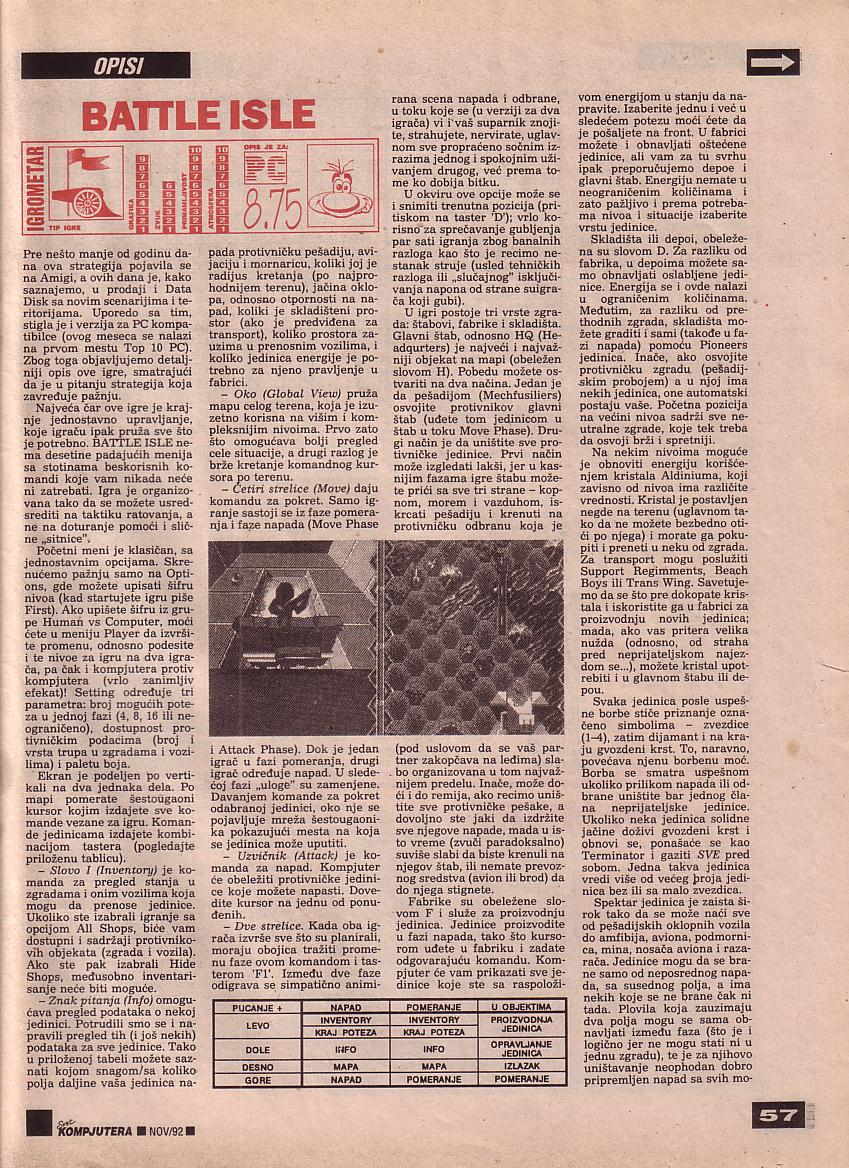 OPISI
BATTLE ISLE
IGROMETAR
TIP IGRE
GRAFIKA
9
8
7
6
5
4
3
2
1
ZVUK
6
5
4
3
2
1
PRIMAMLJIVOST
10
9
8
7
6
5
4
3
2
1
ATMOSFERA
10
9
8
7
6
5
4
3
2
1
OPIS JE ZA:
PC
8.75
Pre nešto manje od godinu da-
na ova strategija pojavila se
na Amigi, a ovih dana je, kako
saznajemo, u prodaji i Data
Disk sa novim scenarijima i te-
ritorijama. Uporedo sa tim,
stigla je i verzija za PC kompa-
tibilce (ovog meseca se nalazi
na prvom mestu Top 10 PC).
Zbog toga objavljujemo detalj-
niji opis ove igre, smatrajući
da je u pitanju strategija koja
zavređuje pažnju.
Najveća čar ove igre je kraj-
nje jednostavno upravljanje,
koje igraču ipak pruža sve što
je potrebno. BATTLE ISLE ne-
ma desetine padajućih menija
sa stotinama beskorisnih ko-
mandi koje vam nikada neće
ni zatrebati. Igra je organizo-
vana tako da se možete usred-
srediti na taktiku ratovanja, a
ne na doturanje pomoći i slič-
ne „sitnice".
Početni meni je klasičan, sa
jednostavnim opcijama. Skre-
nućemo pažnju samo na Opti-
ons, gde možete upisati šifru
nivoa (kad startujete igru piše
First). Ako upišete šifru iz gru-
pe Human vs Computer, moći
ćete u meniju Player da izvrši-
te promenu, odnosno podesite
i te nivoe za igru na dva igra-
ča, pa čak i kompjutera protiv
kompjutera (vrlo zanimljiv
efekat)! Setting određuje tri
parametra: broj mogućih pote-
za u jednoj fazi (4, 8, 16 ili ne-
ograničeno), dostupnost pro-
tivničkim podacima (broj i
vrsta trupa u zgradama i vozi-
lima) i paletu boja.
Ekran je podeljen po verti-
kali na dva jednaka dela. Po
mapi pomerate šestougaoni
kursor kojim izdajete sve ko-
mande vezane za igru. Koman-
de jedinicama izdajete kombi-
nacijom tastera (pogledajte
priloženu tablicu).
– Slovo I (Inventory) je ko-
manda za pregled stanja u
zgradama i onim vozilima koja
mogu da prenose jedinice.
Ukoliko ste izabrali igranje sa
opcijom All Shops, biće vam
dostupni i sadržaji protivniko-
vih objekata (zgrada i vozila).
Ako ste pak izabrali Hide
Shops, međusobno inventari-
sanje neće biti moguće.
– Znak pitanja (Info) omogu-
ćava pregled podataka o nekoj
jedinici. Potrudili smo se i na-
pravili pregled tih (i još nekih)
podataka za sve jedinice. Tako
u priloženoj tabeli možete saz-
nati kojom snagom/sa koliko
polja daljine vaša jedinica na-
pada protivničku pešadiju, avi-
jaciju i mornaricu, koliki joj je
radijus kretanja (po najpro-
hodnijem terenu), jačina oklo-
pa, odnosno otpornosti na na-
pad, koliki je skladišteni pro-
stor (ako je predviđena za
transport), koliko prostora za-
uzima u prenosnim vozilima, i
koliko jedinica energije je po-
trebno za njeno pravljenje u
fabrici.
– Oko (Global View) pruža
mapu celog terena, koja je izu-
zetno korisna na višim i kom-
pleksnijim nivoima. Prvo zato
što omogućava bolji pregled
cele situacije, a drugi razlog je
brže kretanje komandnog kur-
sora po terenu.
– Četiri strelice (Move) daju
komandu za pokret. Samo ig-
ranje sastoji se iz faze pomera-
nja i faze napada (Move Phase
i Attack Phase). Dok je jedan
igrač u fazi pomeranja, drugi
igrač određuje napad. U slede-
ćoj fazi „uloge" su zamenjene.
Davanjem komande za pokret
odabranoj jedinici, oko nje se
pojavljuje mreža šestougaoni-
ka pokazujući mesta na koja
se jedinica može uputiti.
– Uzvičnik (Attack) je ko-
manda za napad. Kompjuter
će obeležiti protivničke jedini-
ce koje možete napasti. Dove-
dite kursor na jednu od ponu-
đenih.
– Dve strelice. Kada oba ig-
rača izvrše sve što su planirali,
moraju obojica tražiti prome-
nu faze ovom komandom i tas-
terom 'F1'. Između dve faze
odigrava se simpatično animi-
rana scena napada i odbrane,
u toku koje se (u verziji za dva
igrača) vi i vaš suparnik znoji-
te, strahujete, nervirate, uglav-
nom sve propraćeno sočnim iz-
razima jednog i spokojnim uži-
vanjem drugog, već prema to-
me ko dobija bitku.
U okviru ove opcije može se
i snimiti trenutna pozicija (pri-
tiskom na taster 'D'); vrlo ko-
risno za sprečavanje gubljenja
par sati igranja zbog banalnih
razloga kao što je recimo ne-
stanak struje (usled tehničkih
razloga ili „slučajnog" isključi-
vanja napona od strane suigra-
ča koji gubi).
U igri postoje tri vrste zgra-
da: štabovi, fabrike i skladišta.
Glavni štab, odnosno HQ (He-
adqurters) je najveći i najvaž-
niji objekat na mapi (obeležen
slovom H). Pobedu možete os-
tvariti na dva načina. Jedan je
da pešadijom (Mechfusiliers)
osvojite protivnikov glavni
štab (uđete tom jedinicom u
štab u toku Move Phase). Dru-
gi način je da uništite sve pro-
tivničke jedinice. Prvi način
može izgledati lakši, jer u kas-
nijim fazama igre štabu može-
te prići sa sve tri strane – kop-
nom, morem i vazduhom, is-
krcati pešadiju i krenuti na
protivničku odbranu koja je
(pod uslovom da se vaš par-
tner zakopčava na leđima) sla-
bo organizovana u tom najvaž-
nijem predelu. Inače, može do-
ći i do remija, ako recimo uniš-
tite sve protivničke pešake, a
dovoljno ste jaki da izdržite
sve njegove napade, mada u is-
to vreme (zvuči paradoksalno)
suviše slabi da biste krenuli na
njegov štab, ili nemate prevoz-
nog sredstva (avion ili brod) da
do njega stignete.
Fabrike su obeležene slo-
vom F i služe za proizvodnju
jedinica. Jedinice proizvodite
u fazi napada, tako što kurso-
rom uđete u fabriku i zadate
odgovarajuću komandu. Kom-
pjuter će vam prikazati sve je-
dinice koje ste sa raspoloži-
vom energijom u stanju da na-
pravite. Izaberite jednu i već u
sledećem potezu moći ćete da
je pošaljete na front. U fabrici
možete i obnavljati oštećene
jedinice, ali vam za tu svrhu
ipak preporučujemo depoe i
glavni štab. Energiju nemate u
neograničenim količinama i
zato pažljivo i prema potreba-
ma nivoa i situacije izaberite
vrstu jedinice.
Skladišta ili depoi, obeleže-
na su slovom D. Za razliku od
fabrika, u depoima možete sa-
mo obnavljati oslabljene jedi-
nice. Energija se i ovde nalazi
u ograničenim količinama.
Međutim, za razliku od pre-
thodnih zgrada, skladišta mo-
žete graditi i sami (takođe u fa-
zi napada) pomoću Pioneers
jedinica. Inače, ako osvojite
protivničku zgradu (pešadij-
skim probojem) a u njoj ima
nekih jedinica, one automatski
postaju vaše. Početna pozicija
na većini nivoa sadrži sve ne-
utralne zgrade, koje tek treba
da osvoji brži i spretniji.
Na nekim nivoima moguće
je obnoviti energiju korišće-
njem kristala Aldiniuma, koji
zavisno od nivoa ima različite
vrednosti. Kristal je postavljen
negde na terenu (uglavnom ta-
ko da ne možete bezbedno oti-
ći po njega) i morate ga poku-
piti i preneti u neku od zgrada.
Za transport mogu poslužiti
Support Regimments, Beach
Boys ili Trans Wing. Savetuje-
mo da se što pre dokopate kris-
tala i iskoristite ga u fabrici za
proizvodnju novih jedinica;
mada, ako vas pritera velika
nužda (odnosno, od straha
pred neprijateljskom najez-
dom se...), možete kristal upot-
rebiti i u glavnom štabu ili de-
pou.
Svaka jedinica posle uspeš-
ne borbe stiče priznanje ozna-
čeno simbolima – zvezdice
(1–4), zatim dijamant i na kra-
ju gvozdeni krst. To, naravno,
povećava njenu borbenu moć.
Borba se smatra uspešnom
ukoliko prilikom napada ili od-
brane uništite bar jednog čla-
na neprijateljske jedinice.
Ukoliko neka jedinica solidne
jačine doživi gvozdeni krst i
obnovi se, ponašaće se kao
Terminator i gaziti SVE pred
sobom. Jedna takva jedinica
vredi više od većeg broja jedi-
nica bez ili sa malo zvezdica.
Spektar jedinica je zaista ši-
rok tako da se može naći sve
od pešadijskih oklopnih vozila
do amfibija, aviona, podmorni-
ca, mina, nosača aviona i raza-
rača. Jedinice mogu da se bra-
ne samo od neposrednog napa-
da, sa susednog polja, a ima
nekih koje se ne brane čak ni
tada. Plovila koja zauzimaju
dva polja mogu se sama ob-
navljati između faza (što je i
logično jer ne mogu stati ni u
jednu zgradu), te je za njihovo
uništavanje neophodan dobro
pripremljen napad sa svih mo-
PUCANJE + NAPAD POMERANJE U OBJEKTIMA
LEVO INVENTORY INVENTORY PROIZVODNJA JEDINICA
KRAJ POTEZA KRAJ POTEZA
DOLE INFO INFO OPRAVLJANJE JEDINICA
DESNO MAPA MAPA IZLAZAK
GORE NAPAD POMERANJE POMERANJE
Svet KOMPJUTERA NOV/92
57